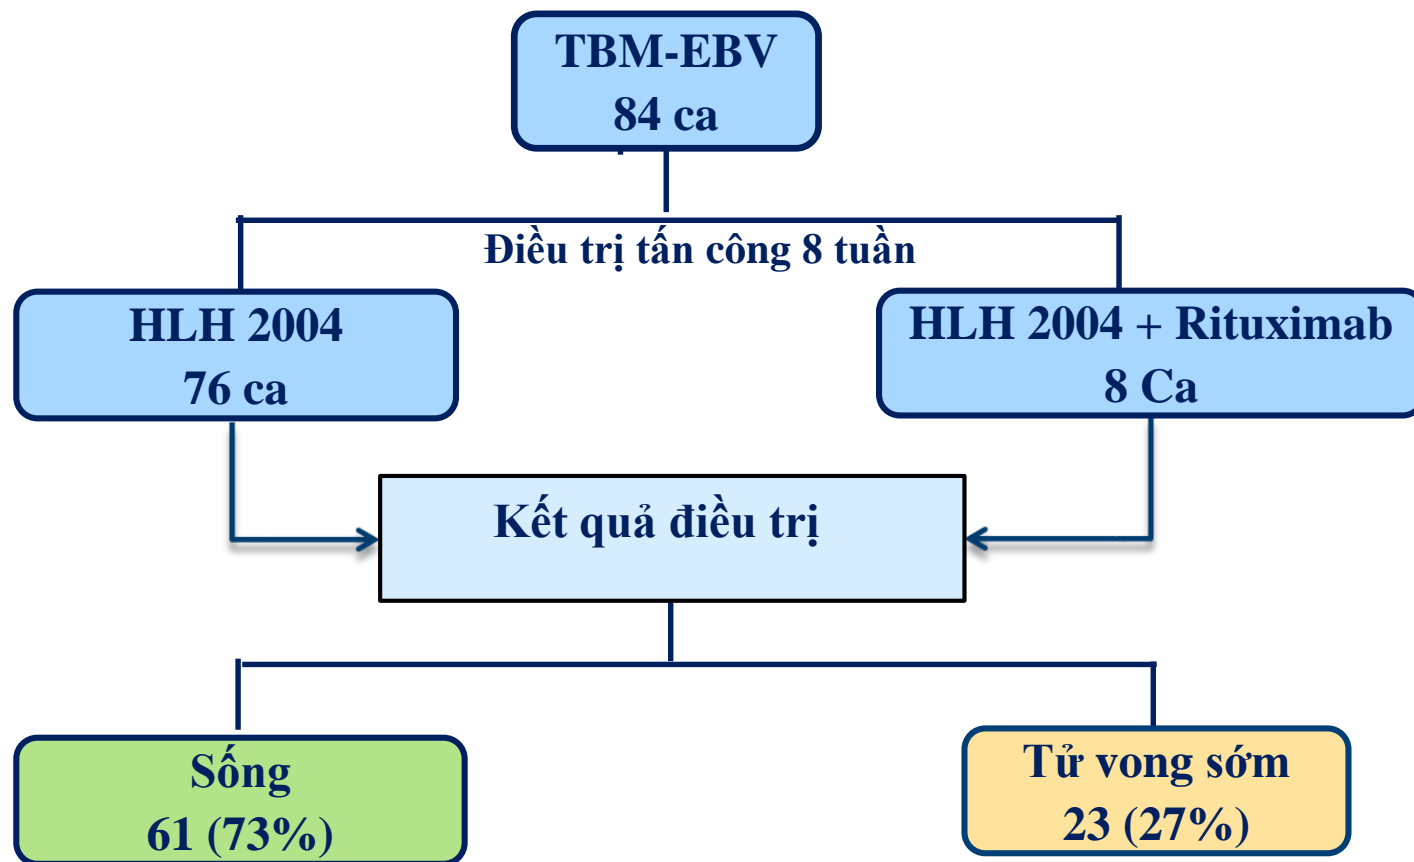 TBM-EBV
84 ca
Điều trị tấn công 8 tuần
HLH 2004
76 ca
HLH 2004 + Rituximab
8 Ca
Kết quả điều trị
Sống
61 (73%)
Tử vong sớm
23 (27%)